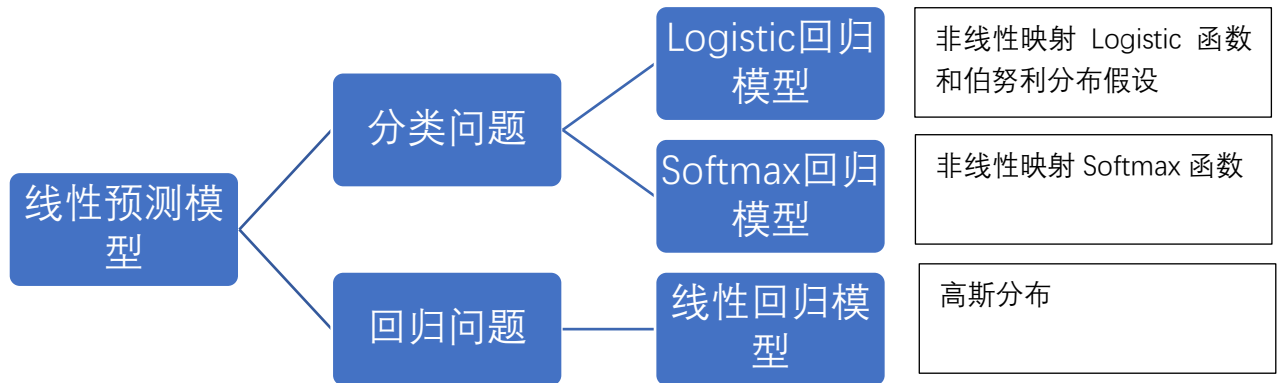 线性预测模
型
分类问题
回归问题
Logistic回归
模型
Softmax回归
模型
线性回归模
型
非线性映射 Logistic 函数
和伯努利分布假设
非线性映射 Softmax 函数
高斯分布